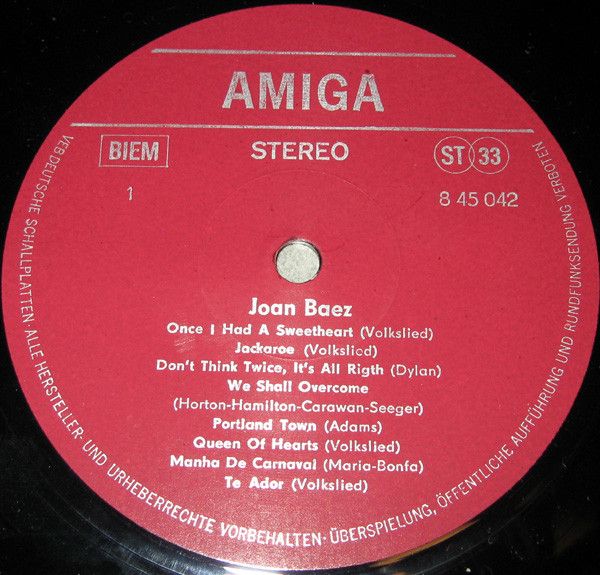 AMIGA
BIEM
STEREO
ST 33
1
8 45 042
Joan Baez
Once I Had A Sweetheart (Volkslied)
Jackaroe (Volkslied)
Don't Think Twice, It's All Rigth (Dylan)
We Shall Overcome
(Horton-Hamilton-Carawan-Seeger)
Portland Town (Adams)
Queen Of Hearts (Volkslied)
Manha De Carnaval (Maria-Bonfa)
Te Ador (Volkslied)
VEB DEUTSCHE SCHALLPLATTEN · ALLE HERSTELLER- UND URHEBERRECHTE VORBEHALTEN · ÜBERSPIELUNG, ÖFFENTLICHE AUFFÜHRUNG UND RUNDFUNKSENDUNG VERBOTEN